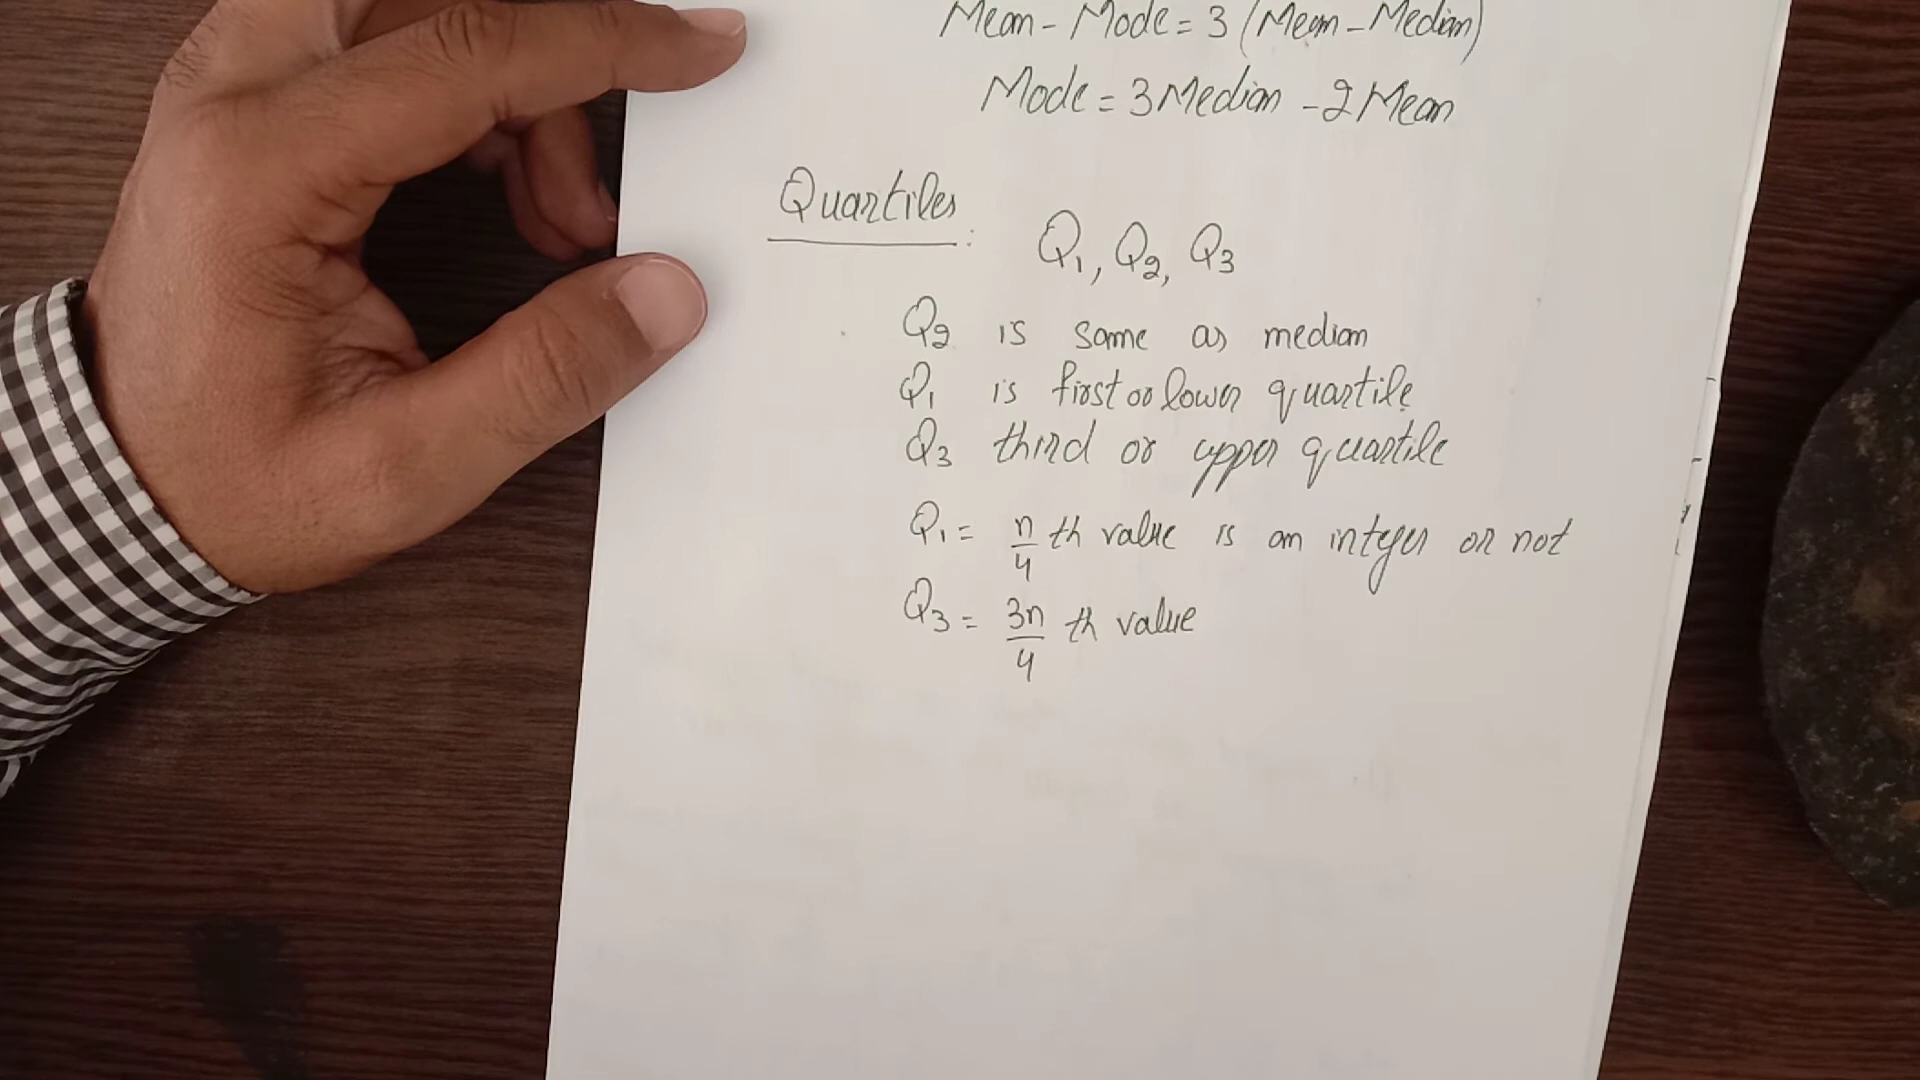 Mean - Mode = 3 (Mean - Median)
Mode = 3 Median - 2 Mean
Quartiles : Q1, Q2, Q3
Q2 is same as median
Q1 is first or lower quartile
Q3 third or upper quartile
Q1 = n/4 th value is an integer or not
Q3 = 3n/4 th value